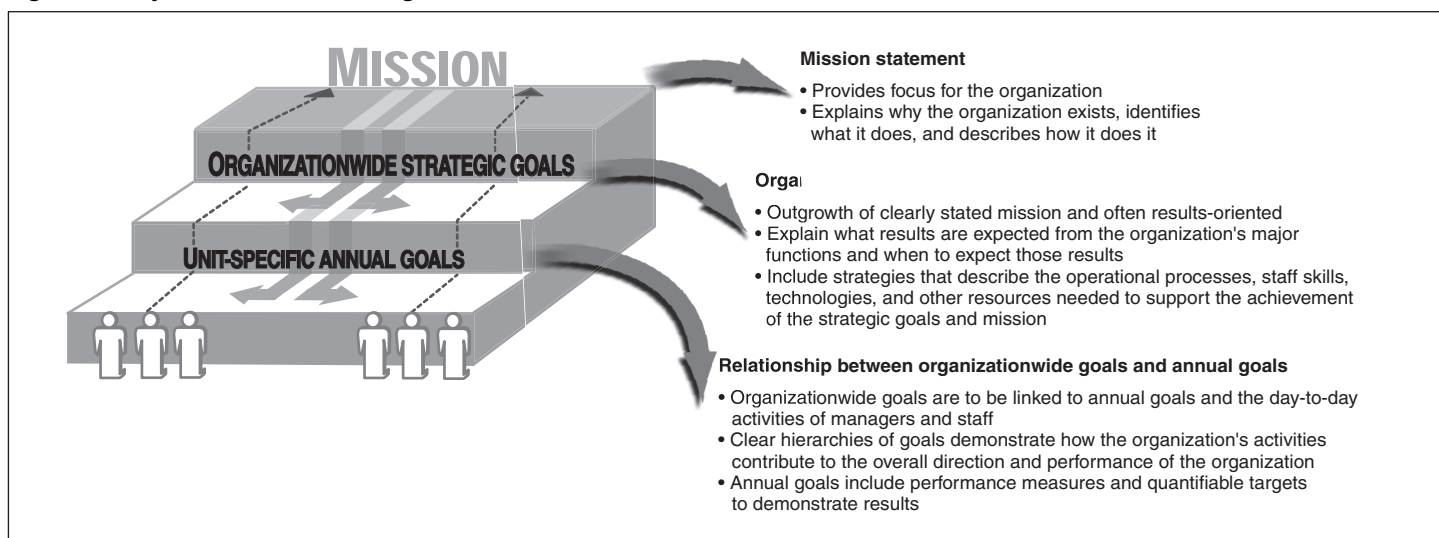 MISSION
ORGANIZATIONWIDE STRATEGIC GOALS
UNIT-SPECIFIC ANNUAL GOALS
Mission statement
• Provides focus for the organization
• Explains why the organization exists, identifies
what it does, and describes how it does it
• Outgrowth of clearly stated mission and often results-oriented
• Explain what results are expected from the organization's major
functions and when to expect those results
• Include strategies that describe the operational processes, staff skills,
technologies, and other resources needed to support the achievement
of the strategic goals and mission
Relationship between organizationwide goals and annual goals
• Organizationwide goals are to be linked to annual goals and the day-to-day
activities of managers and staff
• Clear hierarchies of goals demonstrate how the organization's activities
contribute to the overall direction and performance of the organization
• Annual goals include performance measures and quantifiable targets
to demonstrate results